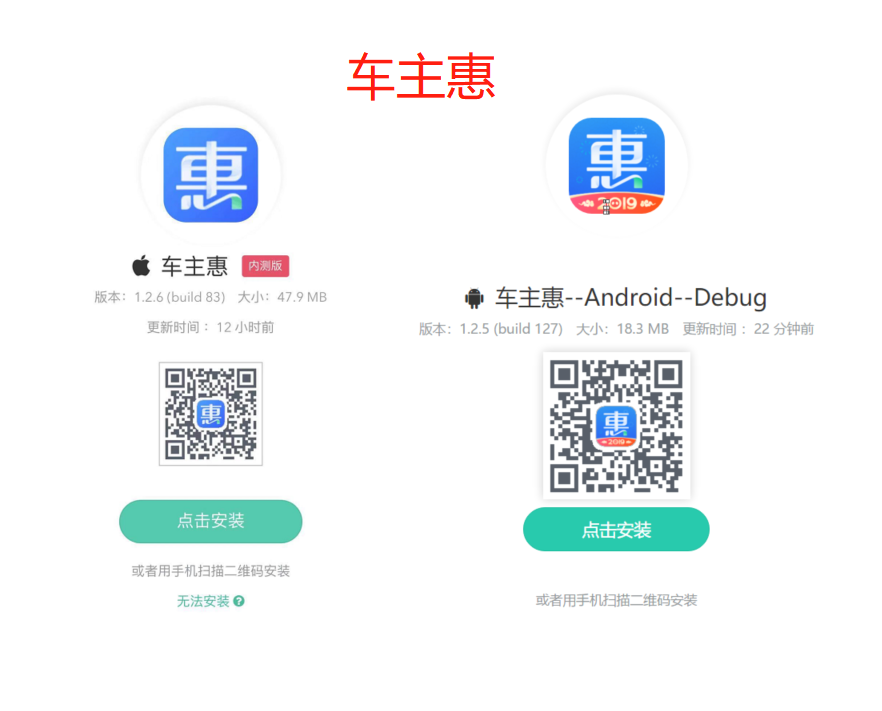 车主惠
惠
车主惠 内测版
版本：1.2.6 (build 83) 大小：47.9 MB
更新时间 ：12 小时前
惠
点击安装
或者用手机扫描二维码安装
无法安装 ?
惠
2019
车主惠--Android--Debug
版本：1.2.5 (build 127) 大小：18.3 MB 更新时间 ：22 分钟前
惠
2019
点击安装
或者用手机扫描二维码安装